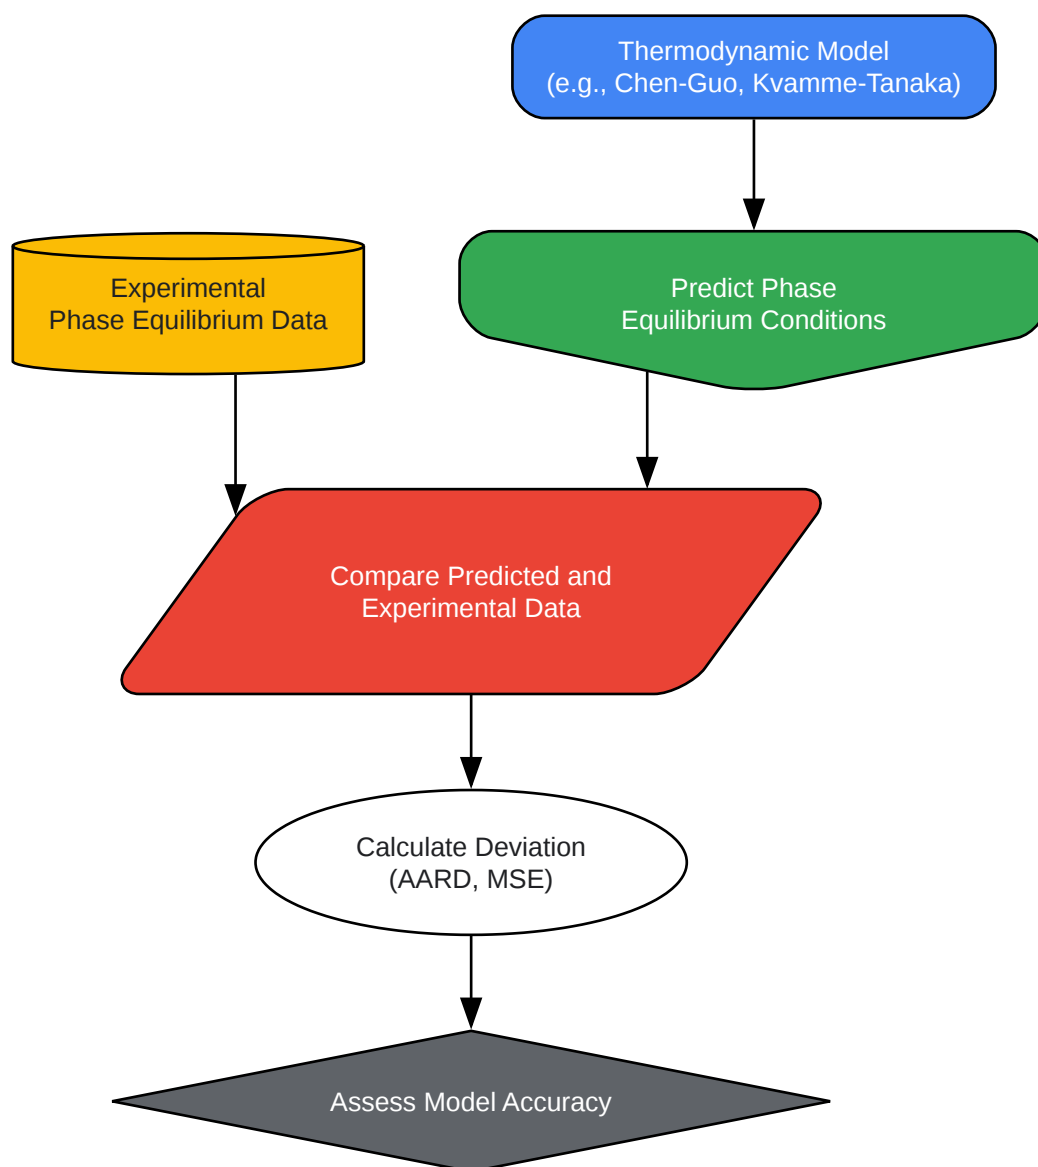 Thermodynamic Model
(e.g., Chen-Guo, Kvamme-Tanaka)
Experimental
Phase Equilibrium Data
Predict Phase
Equilibrium Conditions
Compare Predicted and
Experimental Data
Calculate Deviation
(AARD, MSE)
Assess Model Accuracy